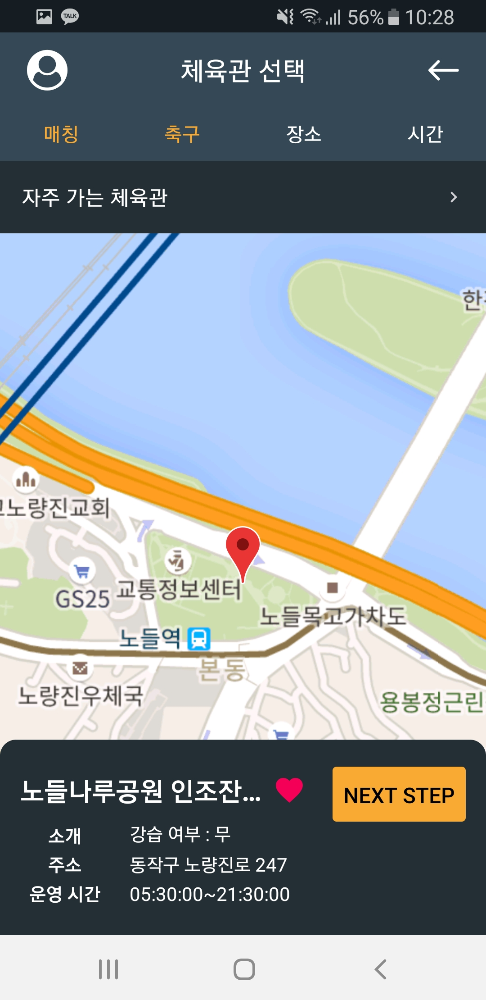 TALK 56% 10:28
체육관 선택
매칭 축구 장소 시간
자주 가는 체육관
노량진교회
교통정보센터
GS25
노들목고가차도
노들역
본동
노량진우체국
용봉정근린
노들나루공원 인조잔... NEXT STEP
소개 강습 여부 : 무
주소 동작구 노량진로 247
운영 시간 05:30:00~21:30:00